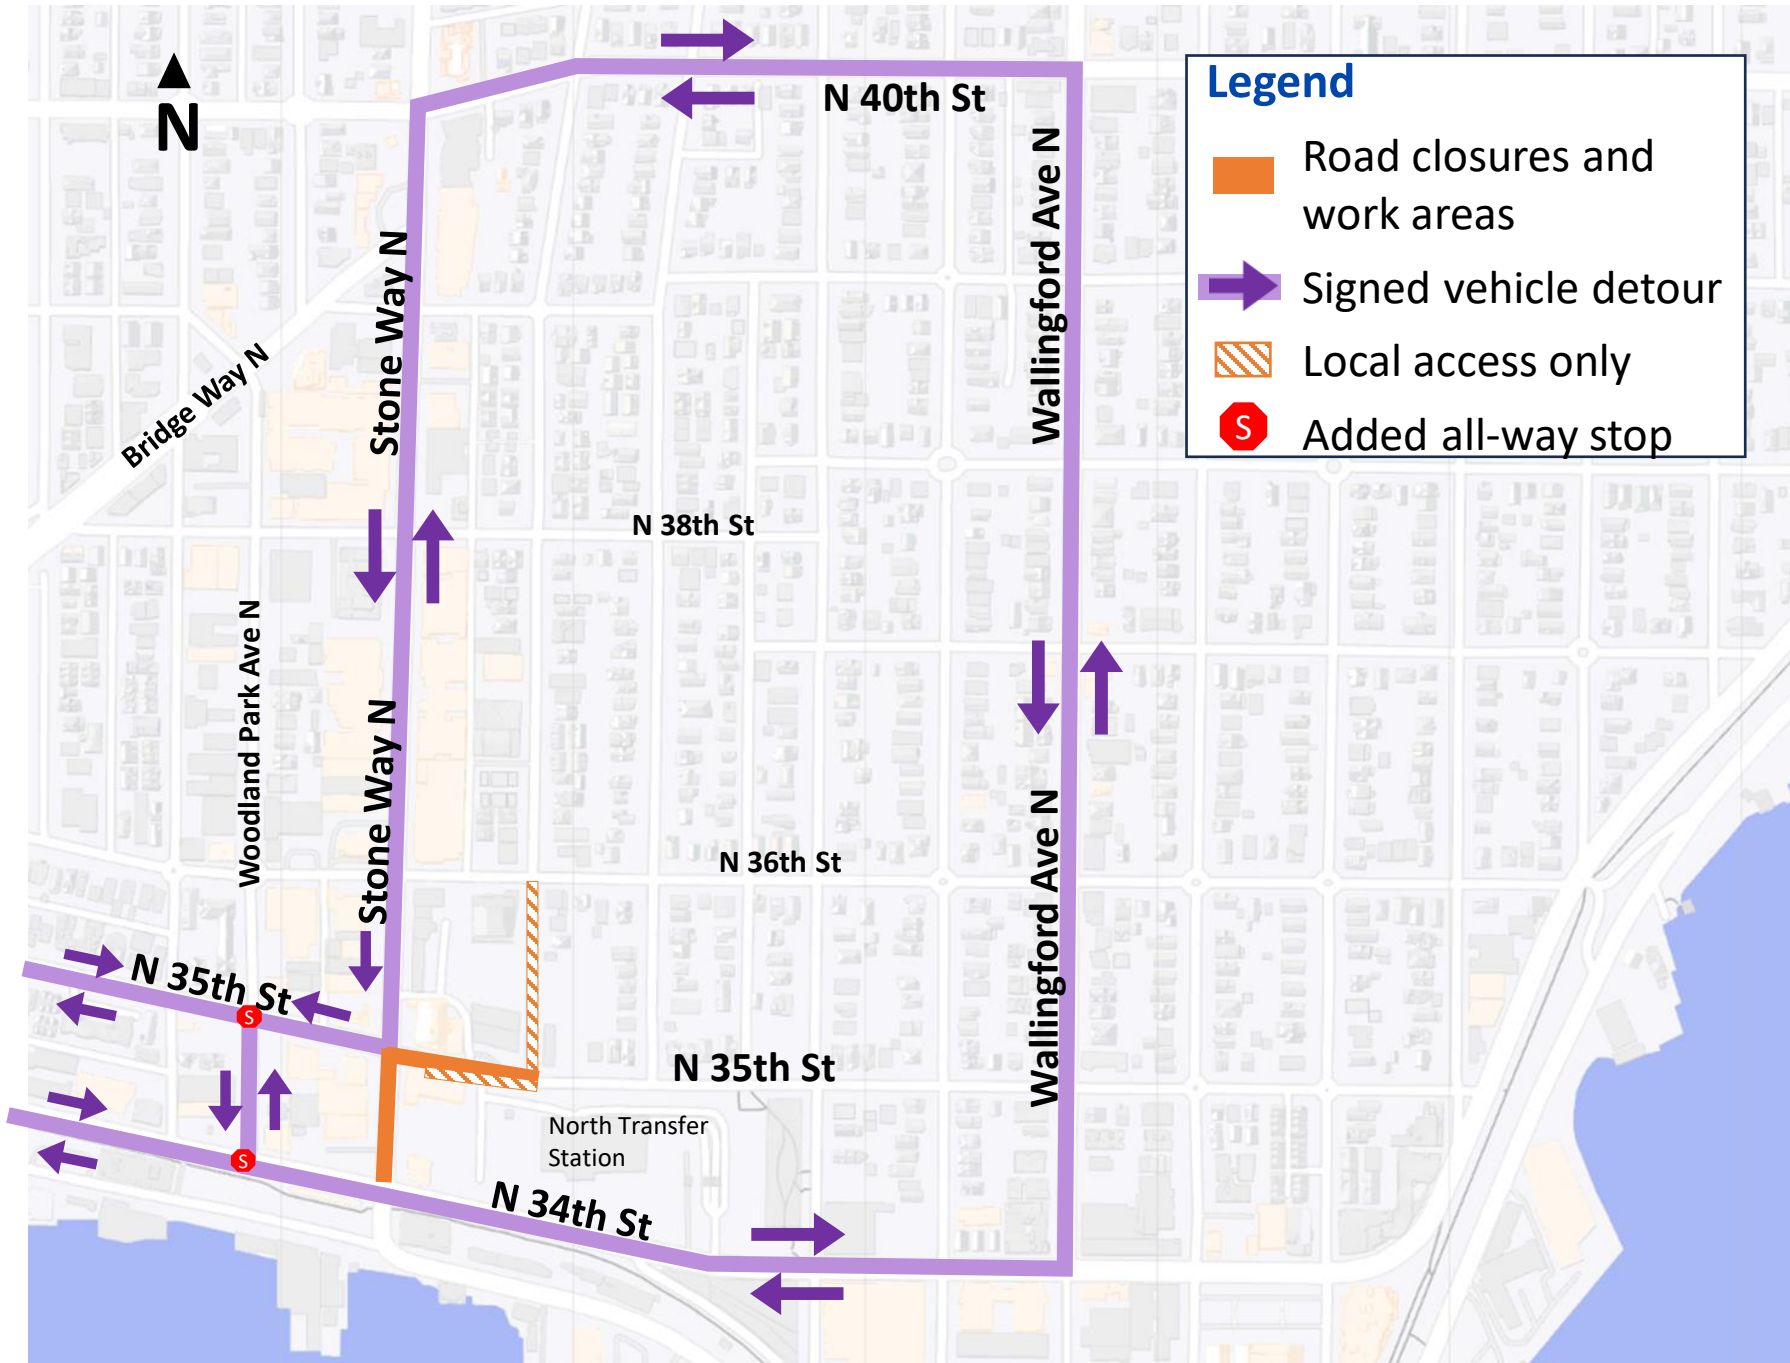 N 40th St
N
Legend
Road closures and
work areas
Signed vehicle detour
Local access only
S
Added all-way stop
Wallingford Ave N
Stone Way N
Bridge Way N
N 38th St
Woodland Park Ave N
Stone Way N
Wallingford Ave N
N 36th St
N 35th St
S
N 35th St
North Transfer
Station
S
N 34th St